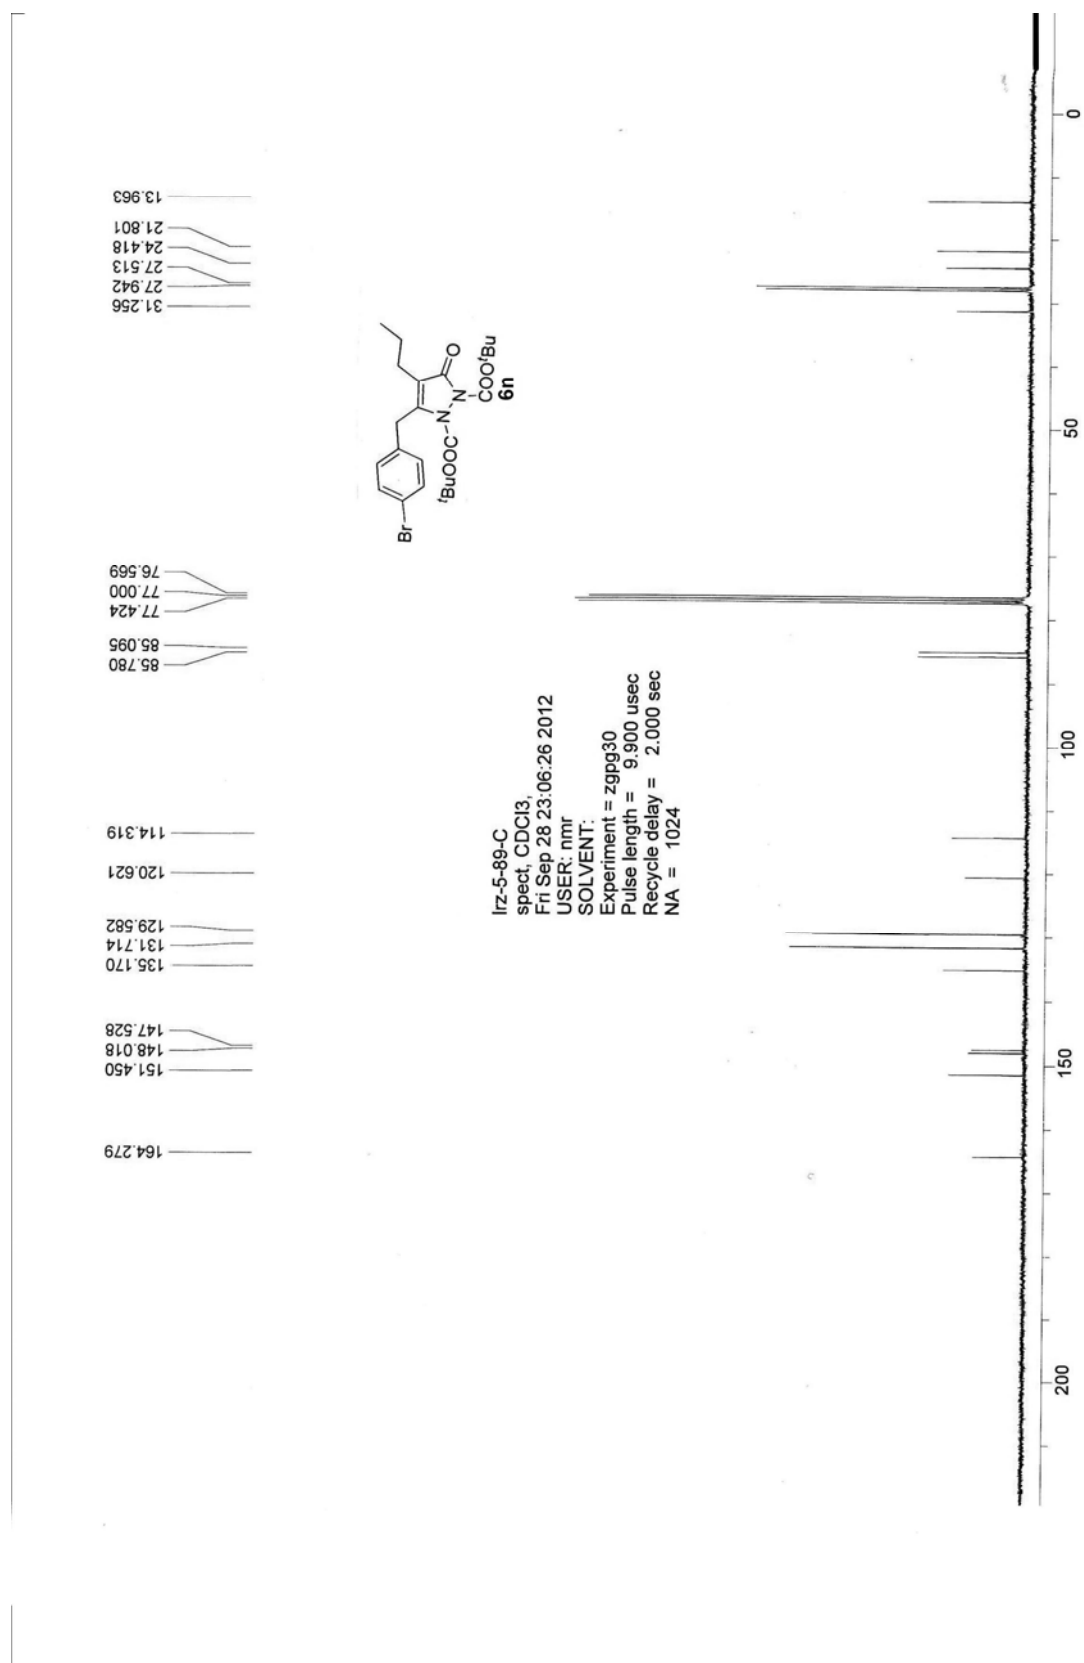 13.963
21.801
24.418
27.513
27.942
31.256
76.569
77.000
77.424
85.095
85.780
114.319
120.621
129.582
131.714
135.170
147.528
148.018
151.450
164.279
Br
ᵗBuOOC
N
N
O
COOᵗBu
6n
lrz-5-89-C
spect, CDCl3,
Fri Sep 28 23:06:26 2012
USER: nmr
SOLVENT:
Experiment = zgpg30
Pulse length = 9.900 usec
Recycle delay = 2.000 sec
NA = 1024
200
150
100
50
0